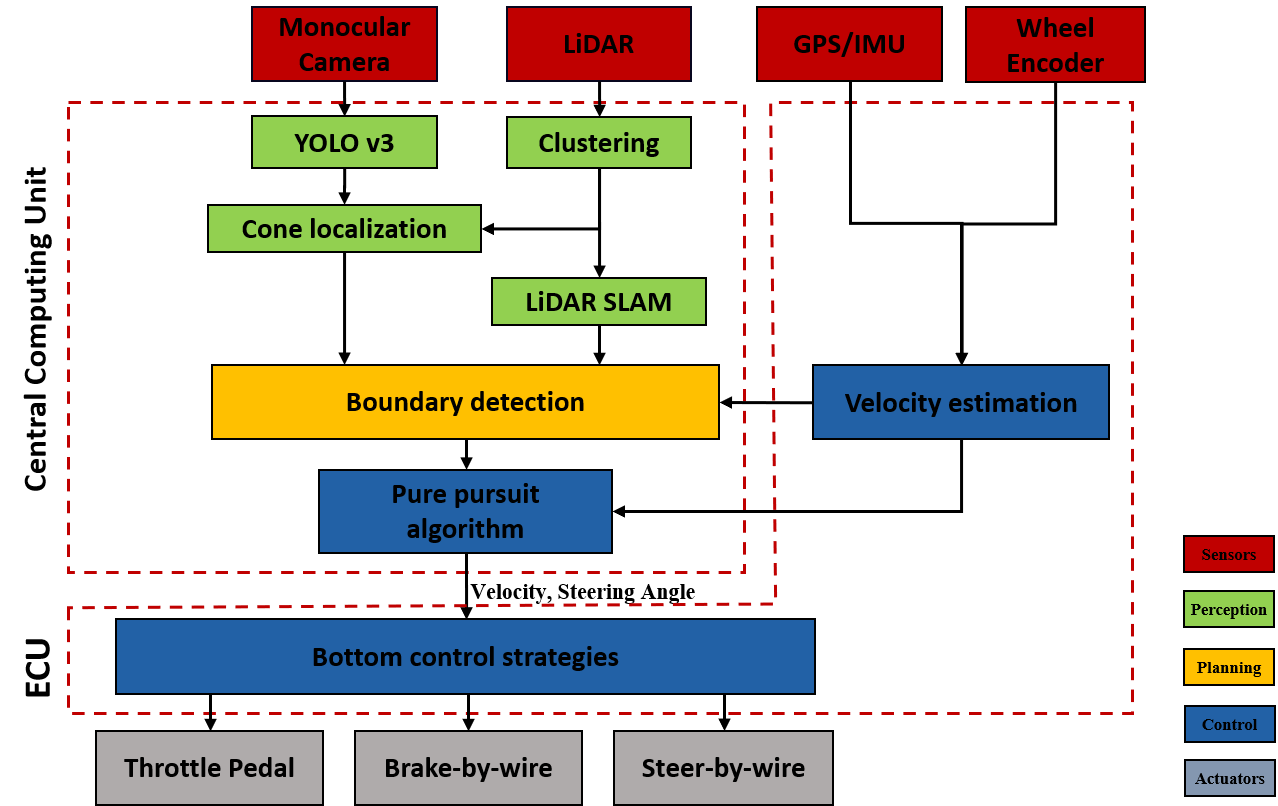 Monocular
Camera
LiDAR
GPS/IMU
Wheel
Encoder
YOLO v3
Clustering
Cone localization
LiDAR SLAM
Central Computing Unit
Boundary detection
Velocity estimation
Pure pursuit
algorithm
Velocity, Steering Angle
ECU
Bottom control strategies
Throttle Pedal
Brake-by-wire
Steer-by-wire
Sensors
Perception
Planning
Control
Actuators